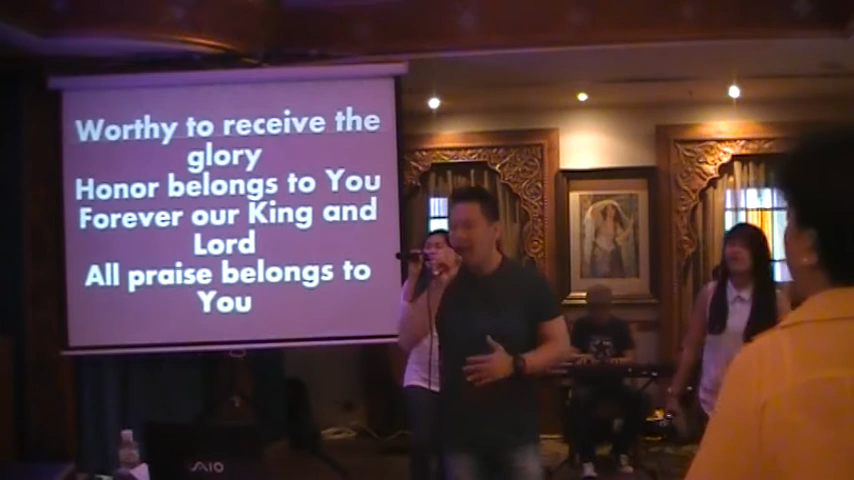 Worthy to receive the
glory
Honor belongs to You
Forever our King and
Lord
All praise belongs to
You
VAIO